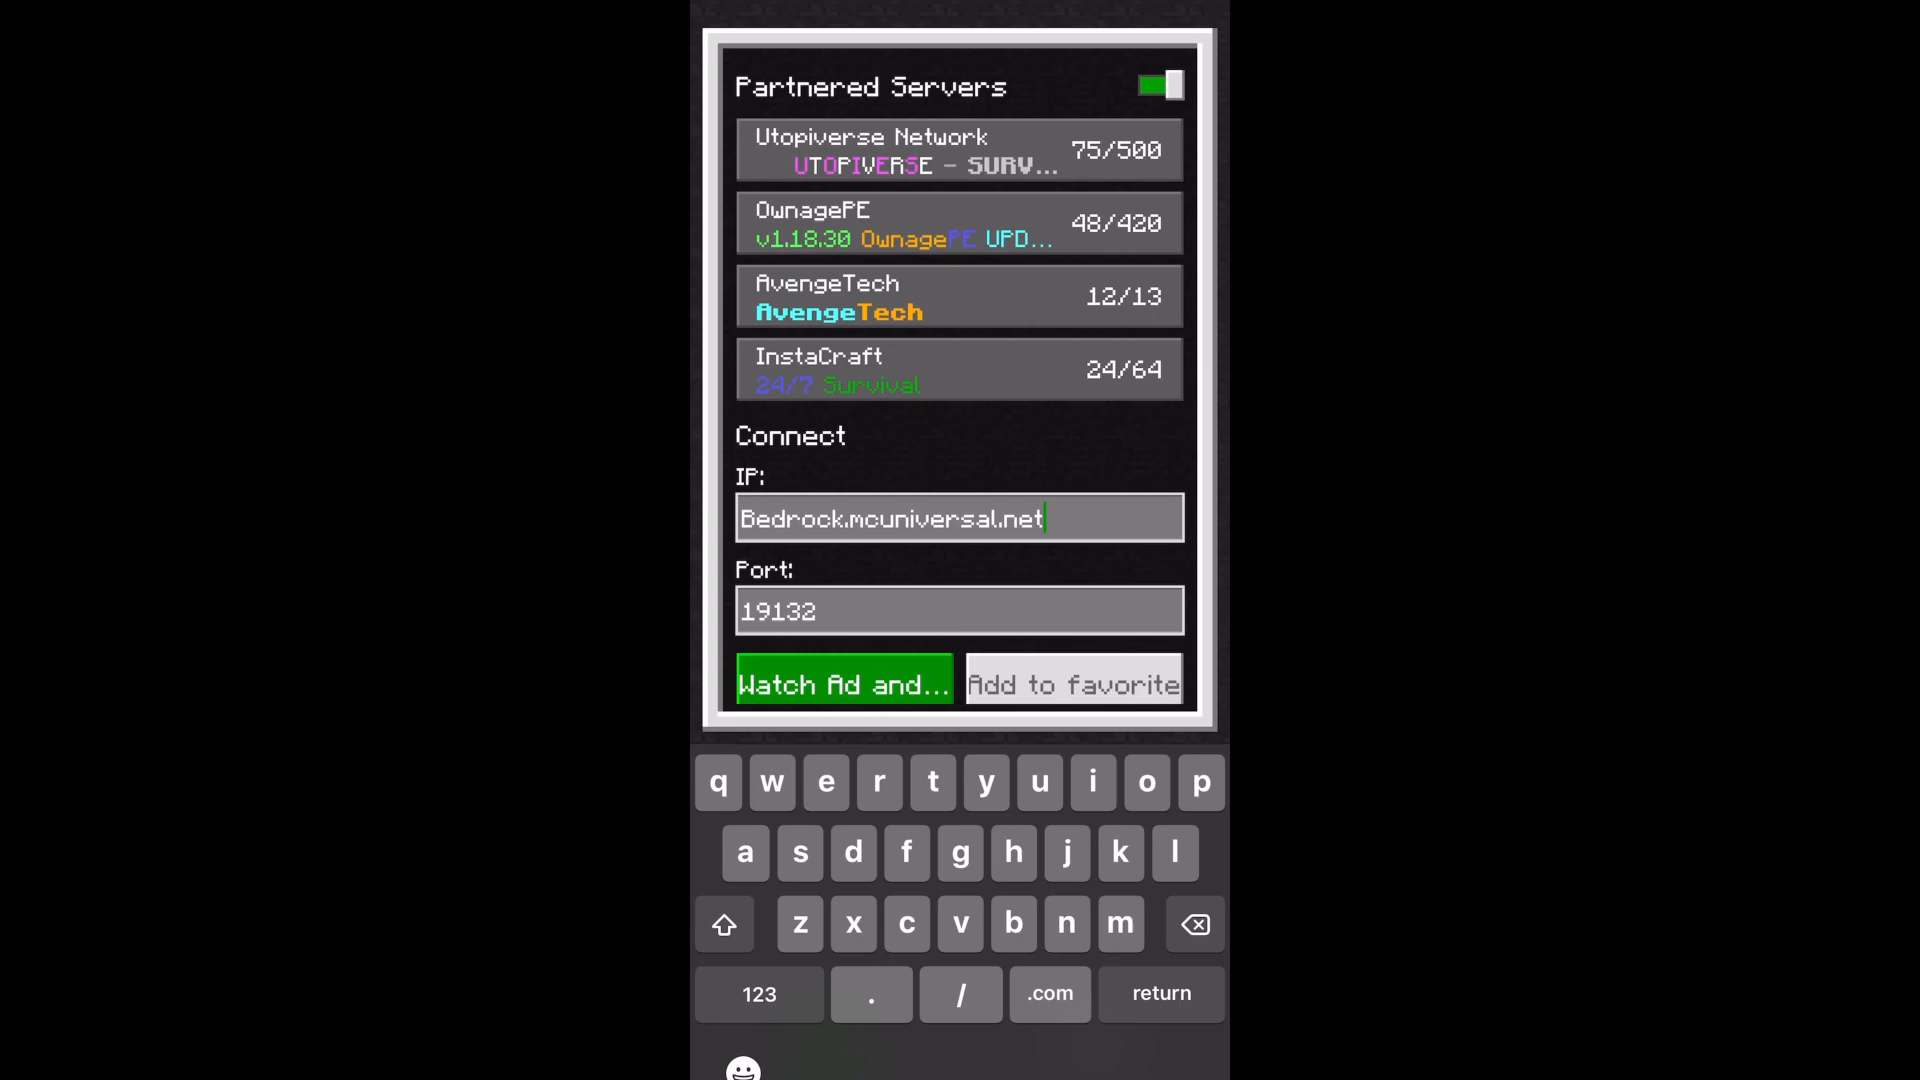 Partnered Servers
Utopiverse Network
75/500
UTOPIVERSE - SURV...
OwnagePE
48/420
v1.18.30 OwnagePE UPD...
AvengeTech
12/13
AvengeTech
InstaCraft
24/64
24/7 Survival
Connect
IP:
Bedrock.mcuniversal.net
Port:
19132
Watch Ad and... Add to favorite
q w e r t y u i o p
a s d f g h j k l
z x c v b n m
123 . / .com return